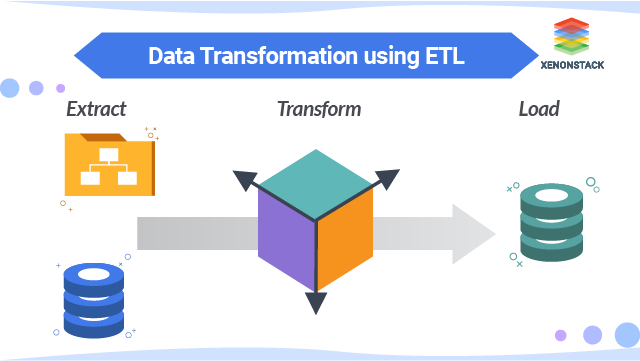 Data Transformation using ETL
XENONSTACK
Extract
Transform
Load